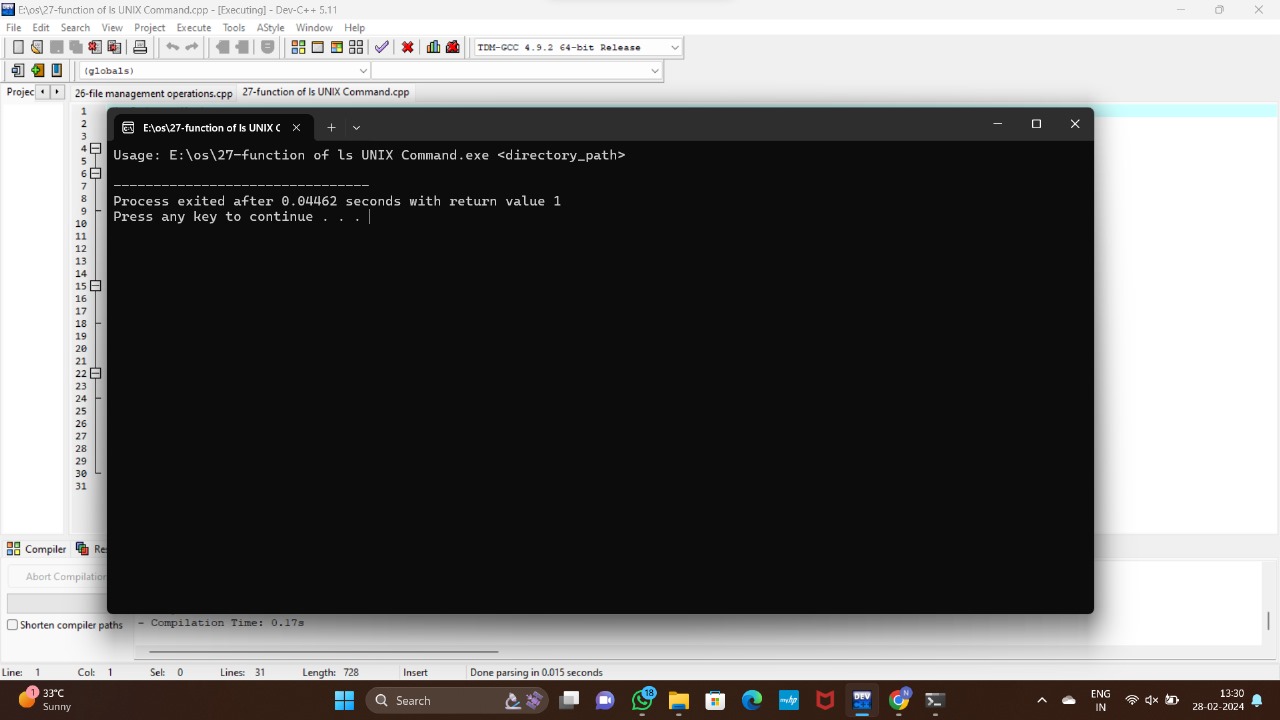 E:\os\27-function of ls UNIX Command.cpp - [Executing] - Dev-C++ 5.11
File Edit Search View Project Execute Tools AStyle Window Help
TDM-GCC 4.9.2 64-bit Release
(globals)
Projec 26-file management operations.cpp 27-function of ls UNIX Command.cpp
1
2
3
4
5
6
7
8
9
10
11
12
13
14
15
16
17
18
19
20
21
22
23
24
25
26
27
28
29
30
31
E:\os\27-function of ls UNIX C
Usage: E:\os\27-function of ls UNIX Command.exe <directory_path>
--------------------------------
Process exited after 0.04462 seconds with return value 1
Press any key to continue . . .
Compiler Re
Abort Compilation
Shorten compiler paths
- Compilation Time: 0.17s
Line: 1 Col: 1 Sel: 0 Lines: 31 Length: 728 Insert Done parsing in 0.015 seconds
1
33°C
Sunny
Search
18
DEV
N
ENG
IN
13:30
28-02-2024